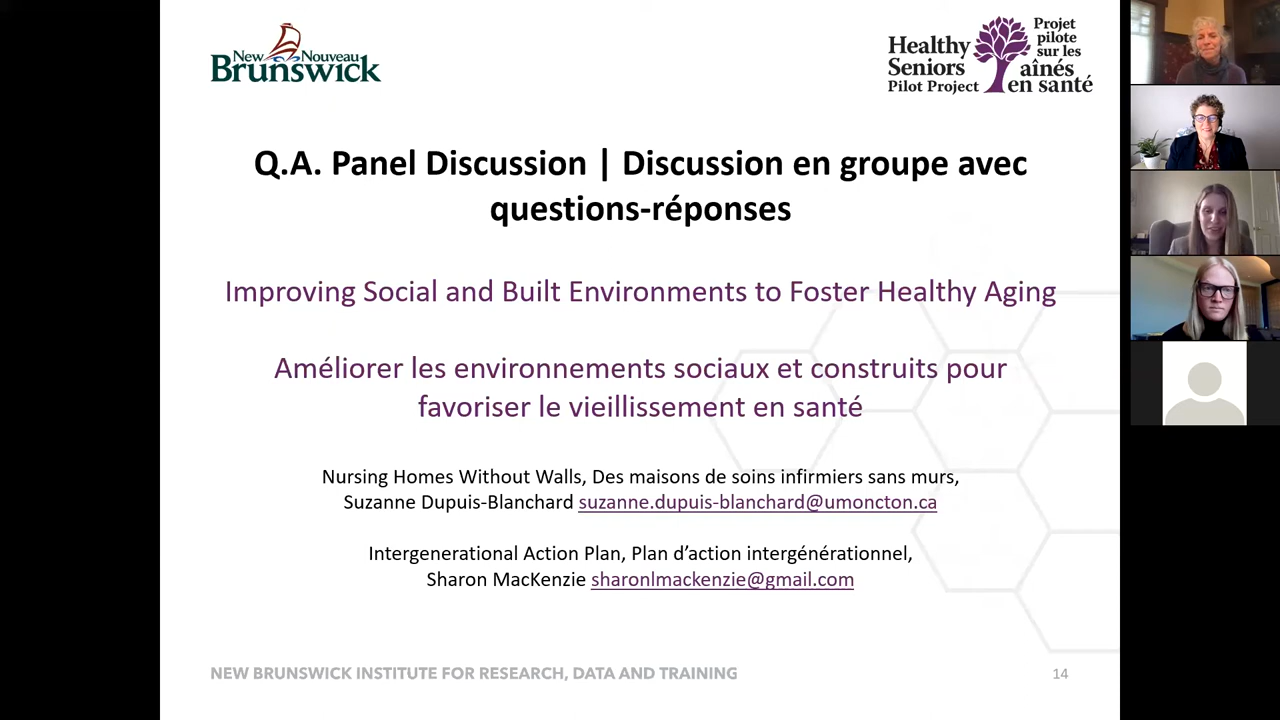 New Nouveau
Brunswick
Healthy
Seniors
Pilot Project
Projet
pilote
sur les
aînés
en santé
Q.A. Panel Discussion | Discussion en groupe avec
questions-réponses
Improving Social and Built Environments to Foster Healthy Aging
Améliorer les environnements sociaux et construits pour
favoriser le vieillissement en santé
Nursing Homes Without Walls, Des maisons de soins infirmiers sans murs,
Suzanne Dupuis-Blanchard suzanne.dupuis-blanchard@umoncton.ca
Intergenerational Action Plan, Plan d’action intergénérationnel,
Sharon MacKenzie sharonlmackenzie@gmail.com
NEW BRUNSWICK INSTITUTE FOR RESEARCH, DATA AND TRAINING
14